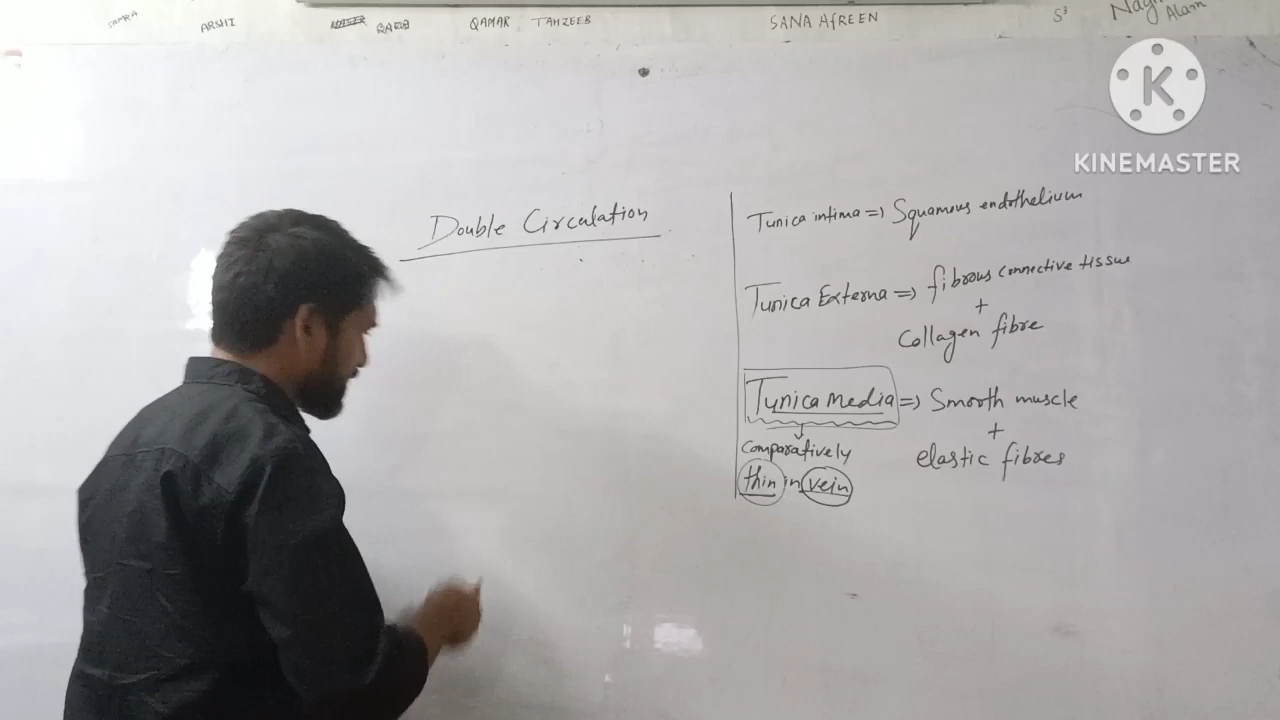 SAMRA ARSHI QAMAR TAHZEEB SANA AFREEN S³
Alam
K
KINEMASTER
Double Circulation
Tunica intima => Squamous endothelium
Tunica Externa => fibrous connective tissue
+
Collagen fibre
Tunica Media => Smooth muscle
+
elastic fibres
Comparatively
thin in vein